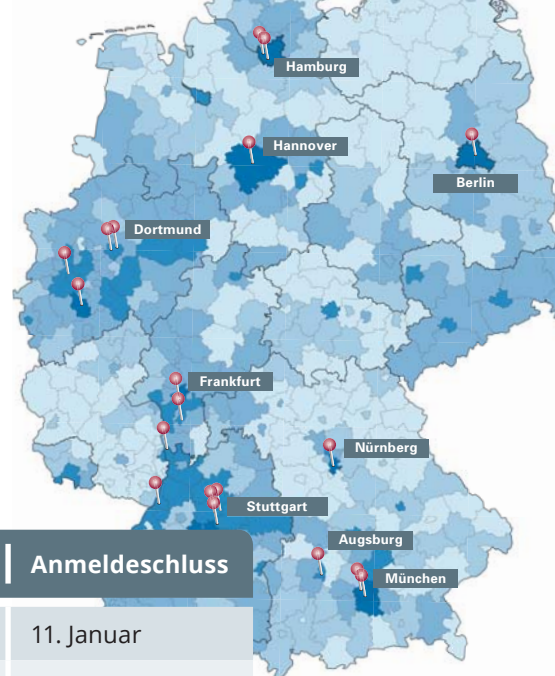 Hamburg
Hannover
Berlin
Dortmund
Frankfurt
Nürnberg
Stuttgart
Augsburg
München
Anmeldeschluss
11. Januar